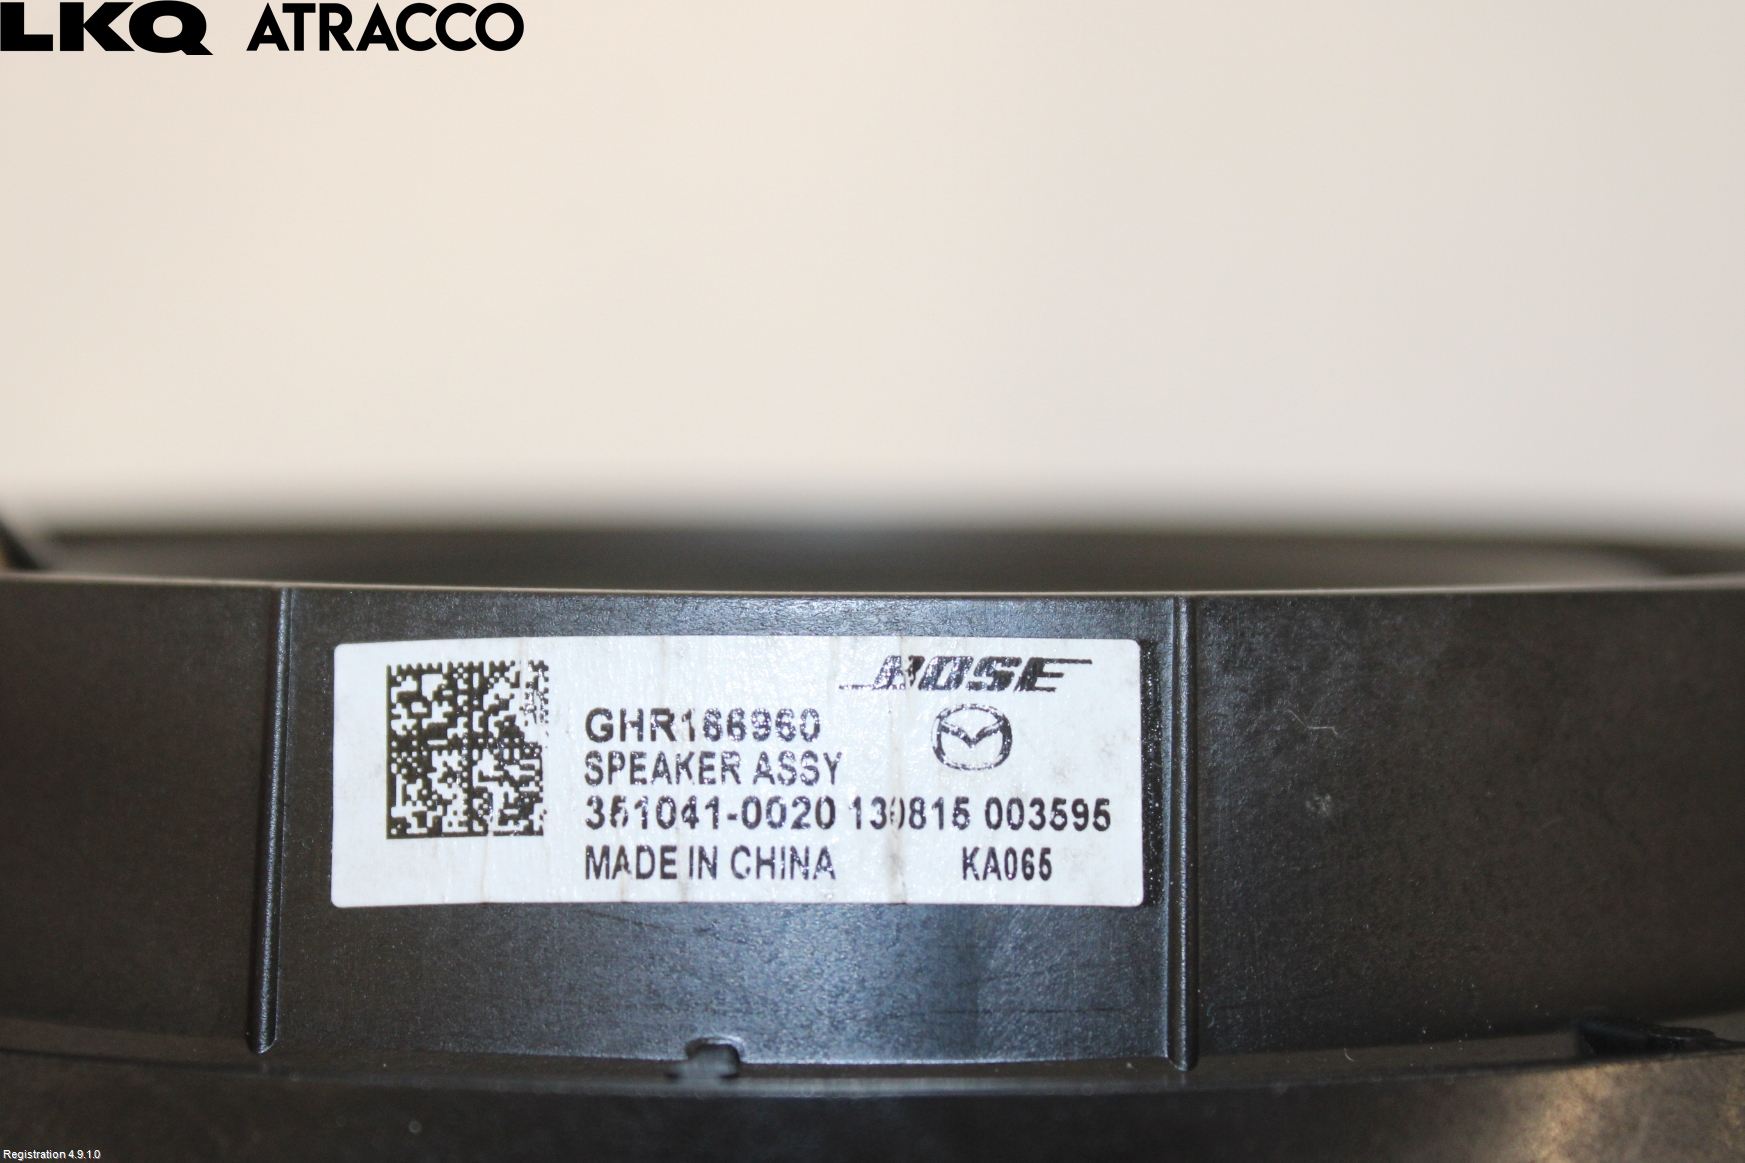 LKQ ATRACCO
BOSE
GHR166960
SPEAKER ASSY
351041-0020 130815 003595
MADE IN CHINA KA065
Registration 4.9.1.0